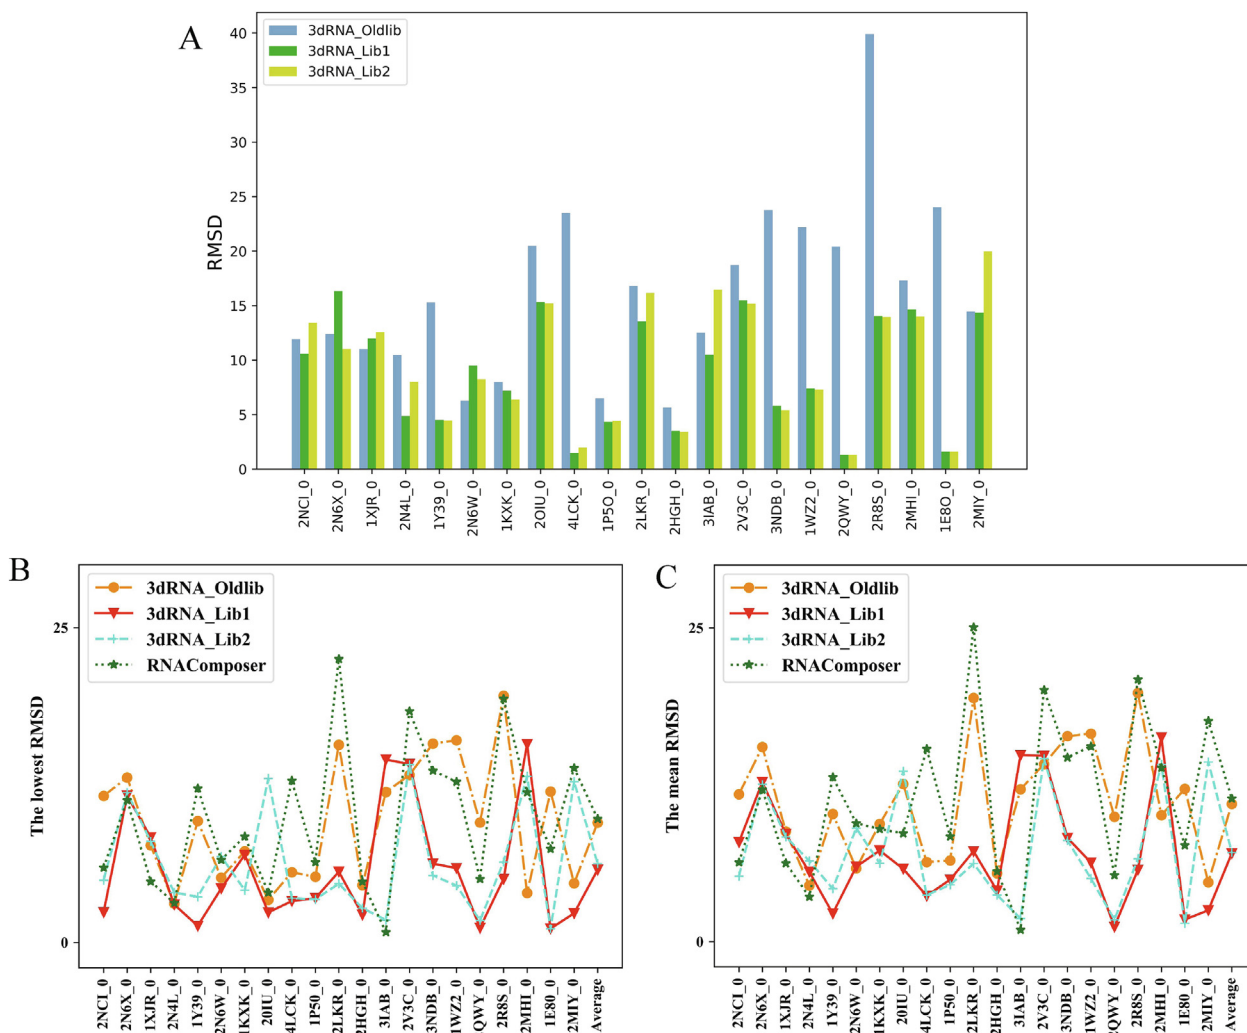 A
3dRNA_Oldlib
3dRNA_Lib1
3dRNA_Lib2
RMSD
40
35
30
25
20
15
10
5
0
2NCI_0
2N6X_0
1XJR_0
2N4L_0
1Y39_0
2N6W_0
1KXK_0
2OIU_0
4LCK_0
1P5O_0
2LKR_0
2HGH_0
3IAB_0
2V3C_0
3NDB_0
1WZ2_0
2QWY_0
2R8S_0
2MHI_0
1E8O_0
2MIY_0
B
3dRNA_Oldlib
3dRNA_Lib1
3dRNA_Lib2
RNAComposer
The lowest RMSD
25
0
2NCI_0
2N6X_0
1XJR_0
2N4L_0
1Y39_0
2N6W_0
1KXK_0
20IU_0
4LCK_0
1P50_0
2LKR_0
2HGH_0
3IAB_0
2V3C_0
3NDB_0
1WZ2_0
QWY_0
2R8S_0
2MHI_0
1E80_0
2MIY_0
Average
C
3dRNA_Oldlib
3dRNA_Lib1
3dRNA_Lib2
RNAComposer
The mean RMSD
25
0
2NCI_0
2N6X_0
1XJR_0
2N4L_0
1Y39_0
2N6W_0
1KXK_0
20IU_0
4LCK_0
1P50_0
2LKR_0
2HGH_0
3IAB_0
2V3C_0
3NDB_0
1WZ2_0
2QWY_0
2R8S_0
2MHI_0
1E80_0
2MIY_0
Average